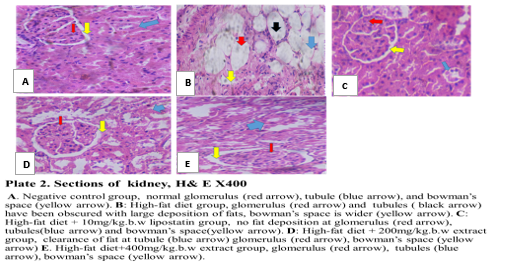 A
B
C
D
E
Plate 2. Sections of kidney, H& E X400
A. Negative control group, normal glomerulus (red arrow), tubule (blue arrow), and bowman's
space (yellow arrow). B: High-fat diet group, glomerulus (red arrow) and tubules ( black arrow)
have been obscured with large deposition of fats, bowman's space is wider (yellow arrow). C:
High-fat diet + 10mg/kg.b.w lipostatin group, no fat deposition at glomerulus (red arrow),
tubules(blue arrow) and bowman's space(yellow arrow). D: High-fat diet + 200mg/kg.b.w extract
group, clearance of fat at tubule (blue arrow) glomerulus (red arrow), bowman's space (yellow
arrow) E. High-fat diet+400mg/kg.b.w extract group, glomerulus (red arrow), tubules (blue
arrow), bowman's space (yellow arrow).